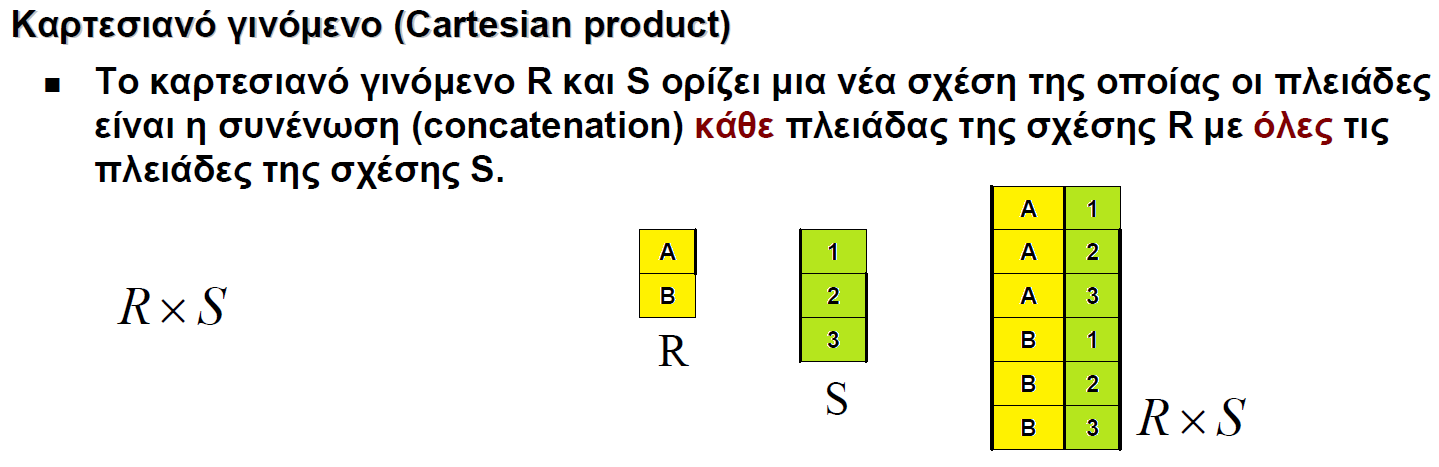 Καρτεσιανό γινόμενο (Cartesian product)
Το καρτεσιανό γινόμενο R και S ορίζει μια νέα σχέση της οποίας οι πλειάδες
είναι η συνένωση (concatenation) κάθε πλειάδας της σχέσης R με όλες τις
πλειάδες της σχέσης S.
R × S
A
B
R
1
2
3
S
A 1
A 2
A 3
B 1
B 2
B 3
R × S